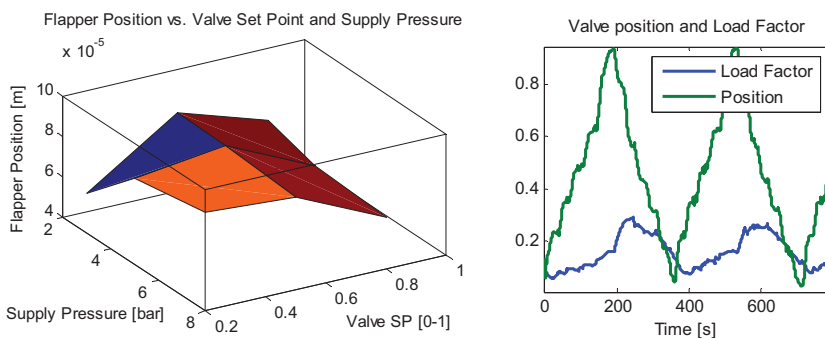 Flapper Position vs. Valve Set Point and Supply Pressure
x 10^-5
10
8
6
4
Flapper Position [m]
2
4
6
8
Supply Pressure [bar]
0.2
0.4
0.6
0.8
1
Valve SP [0-1]
Valve position and Load Factor
Load Factor
Position
0.8
0.6
0.4
0.2
0
200
400
600
Time [s]